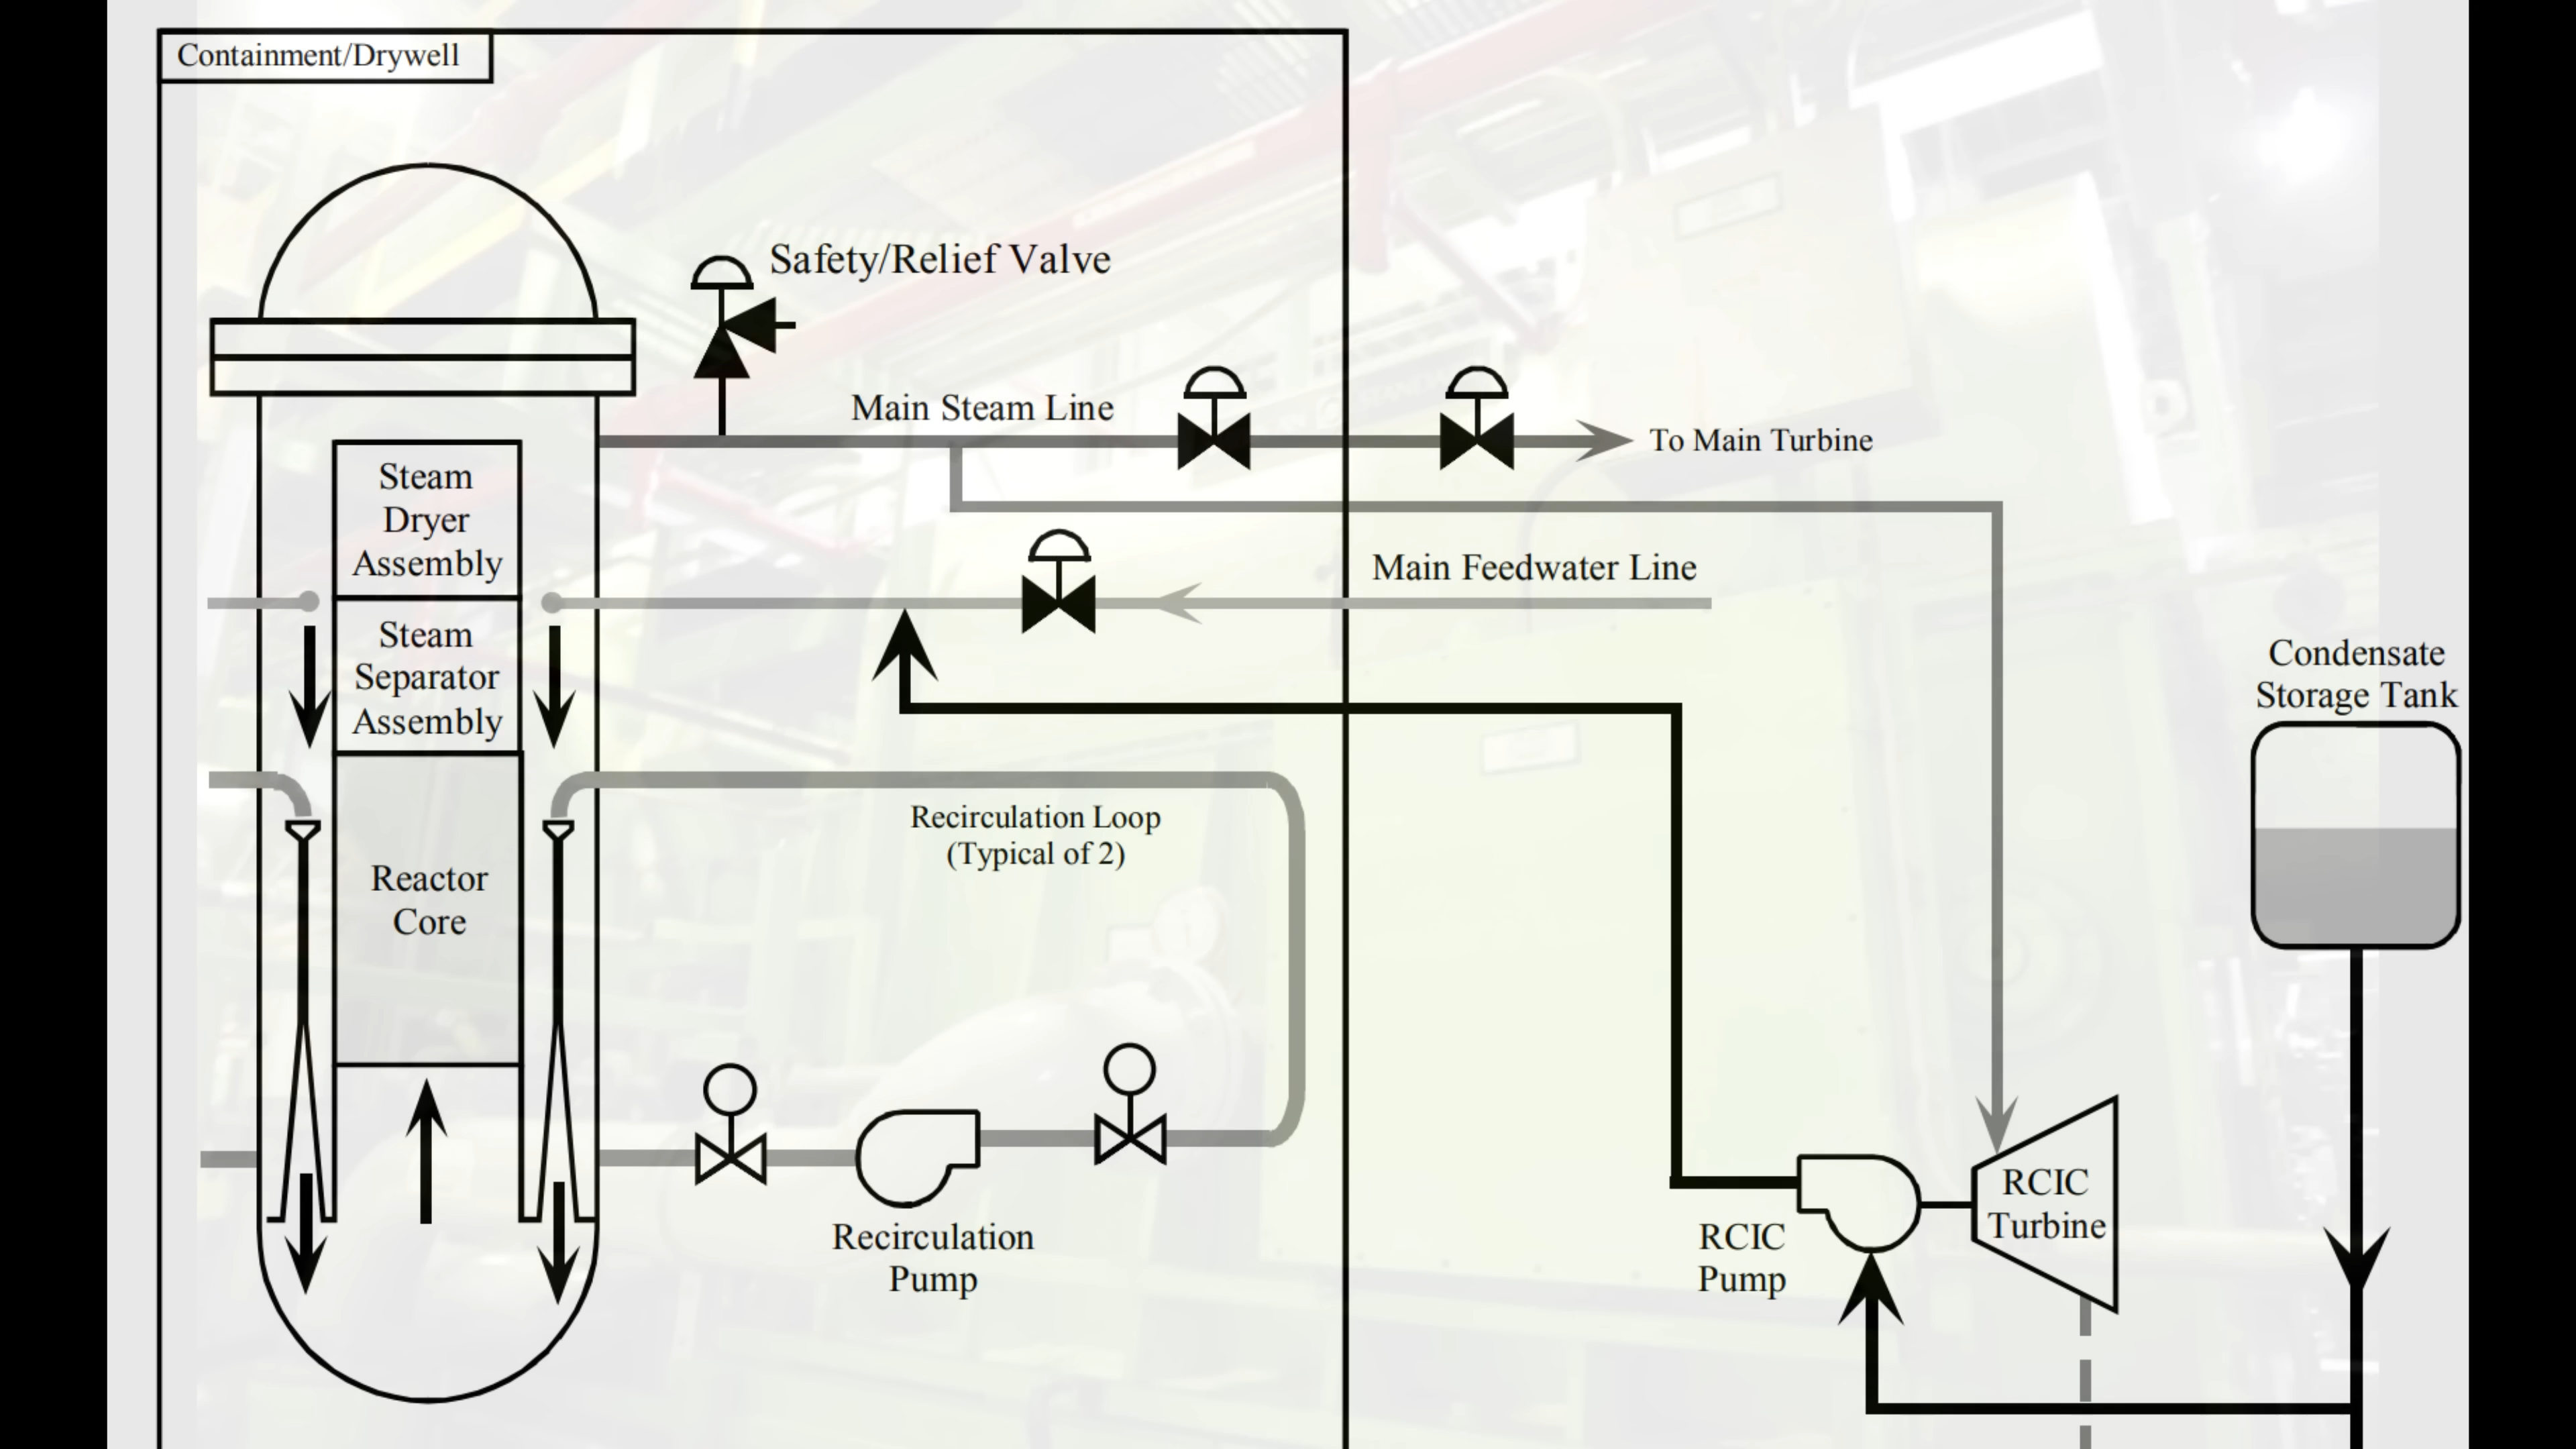 Containment/Drywell
Safety/Relief Valve
Main Steam Line
To Main Turbine
Steam
Dryer
Assembly
Main Feedwater Line
Steam
Separator
Assembly
Condensate
Storage Tank
Recirculation Loop
(Typical of 2)
Reactor
Core
Recirculation
Pump
RCIC
Pump
RCIC
Turbine